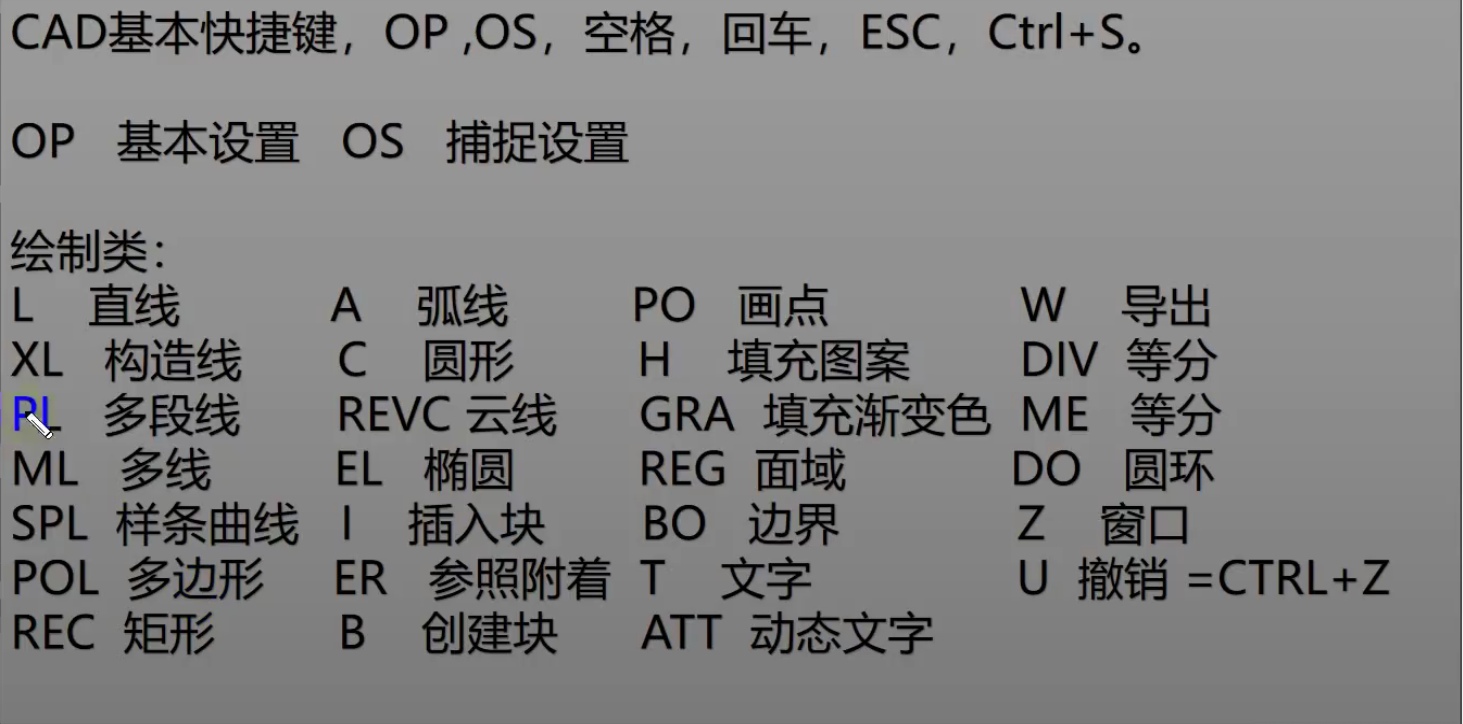 CAD基本快捷键，OP ,OS，空格，回车，ESC，Ctrl+S。
OP 基本设置 OS 捕捉设置
绘制类：
L 直线 A 弧线 PO 画点 W 导出
XL 构造线 C 圆形 H 填充图案 DIV 等分
PL 多段线 REVC 云线 GRA 填充渐变色 ME 等分
ML 多线 EL 椭圆 REG 面域 DO 圆环
SPL 样条曲线 I 插入块 BO 边界 Z 窗口
POL 多边形 ER 参照附着 T 文字 U 撤销 =CTRL+Z
REC 矩形 B 创建块 ATT 动态文字